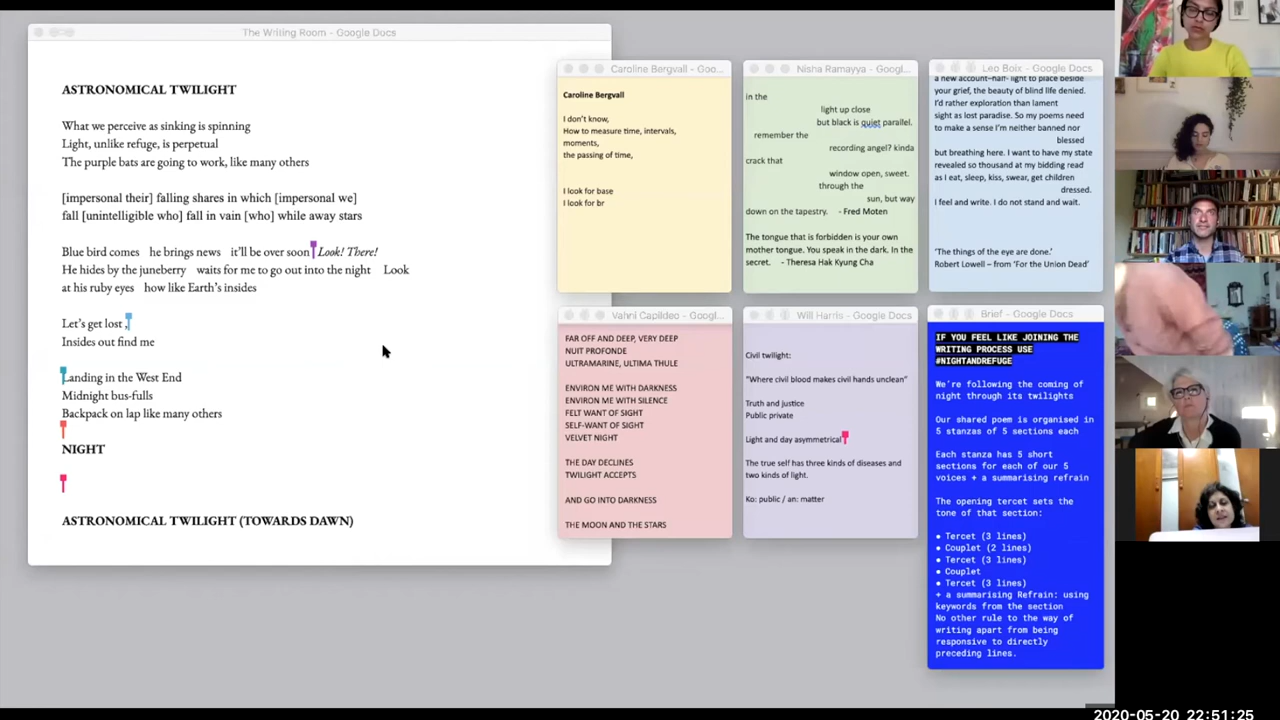 The Writing Room - Google Docs
ASTRONOMICAL TWILIGHT
What we perceive as sinking is spinning
Light, unlike refuge, is perpetual
The purple bats are going to work, like many others
[impersonal their] falling shares in which [impersonal we]
fall [unintelligible who] fall in vain [who] while away stars
Blue bird comes he brings news it'll be over soon Look! There!
He hides by the juneberry waits for me to go out into the night Look
at his ruby eyes how like Earth's insides
Let's get lost ,
Insides out find me
Landing in the West End
Midnight bus-fulls
Backpack on lap like many others
NIGHT
ASTRONOMICAL TWILIGHT (TOWARDS DAWN)
Caroline Bergvall - Goo...
Caroline Bergvall
I don't know,
How to measure time, intervals,
moments,
the passing of time,
I look for base
I look for br
Nisha Ramayya - Googl...
in the
light up close
but black is quiet parallel.
remember the
recording angel? kinda
crack that
window open, sweet.
through the
sun, but way
down on the tapestry. - Fred Moten
The tongue that is forbidden is your own
mother tongue. You speak in the dark. In the
secret. - Theresa Hak Kyung Cha
Leo Boix - Google Docs
a new account–half- light to place beside
your grief, the beauty of blind life denied.
I'd rather exploration than lament
sight as lost paradise. So my poems need
to make a sense I'm neither banned nor
blessed
but breathing here. I want to have my state
revealed so thousand at my bidding read
as I eat, sleep, kiss, swear, get children
dressed.
I feel and write. I do not stand and wait.
'The things of the eye are done.'
Robert Lowell – from 'For the Union Dead'
Vahni Capildeo - Googl...
FAR OFF AND DEEP, VERY DEEP
NUIT PROFONDE
ULTRAMARINE, ULTIMA THULE
ENVIRON ME WITH DARKNESS
ENVIRON ME WITH SILENCE
FELT WANT OF SIGHT
SELF-WANT OF SIGHT
VELVET NIGHT
THE DAY DECLINES
TWILIGHT ACCEPTS
AND GO INTO DARKNESS
THE MOON AND THE STARS
Will Harris - Google Docs
Civil twilight:
"Where civil blood makes civil hands unclean"
Truth and justice
Public private
Light and day asymmetrical
The true self has three kinds of diseases and
two kinds of light.
Ko: public / an: matter
Brief - Google Docs
IF YOU FEEL LIKE JOINING THE
WRITING PROCESS USE
#NIGHTANDREFUGE
We're following the coming of
night through its twilights
Our shared poem is organised in
5 stanzas of 5 sections each
Each stanza has 5 short
sections for each of our 5
voices + a summarising refrain
The opening tercet sets the
tone of that section:
● Tercet (3 lines)
● Couplet (2 lines)
● Tercet (3 lines)
● Couplet
● Tercet (3 lines)
+ a summarising Refrain: using
keywords from the section
No other rule to the way of
writing apart from being
responsive to directly
preceding lines.
2020-05-20 22:51:25